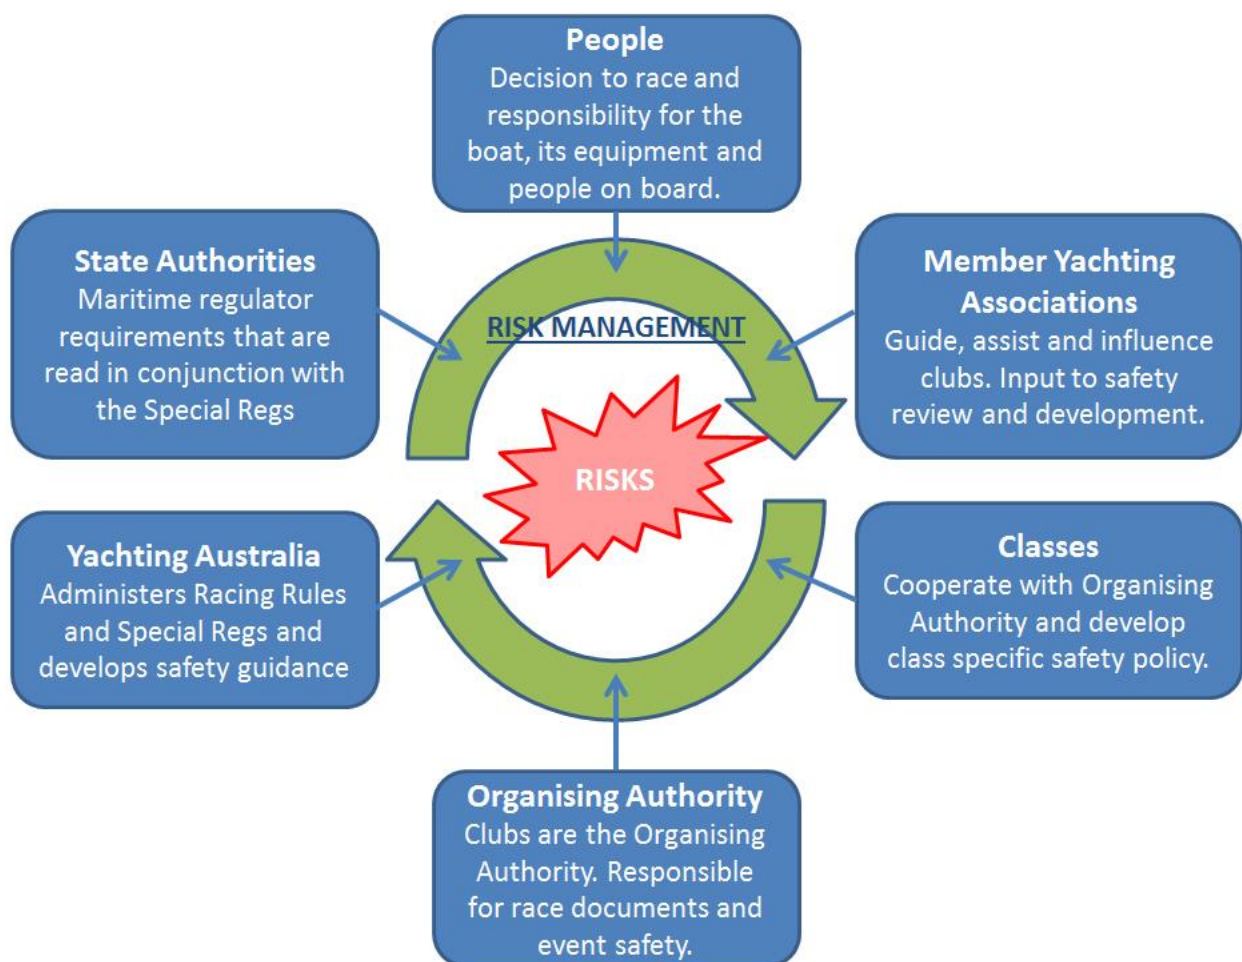 People
Decision to race and
responsibility for the
boat, its equipment and
people on board.
State Authorities
Maritime regulator
requirements that are
read in conjunction with
the Special Regs
RISK MANAGEMENT
Member Yachting
Associations
Guide, assist and influence
clubs. Input to safety
review and development.
RISKS
Yachting Australia
Administers Racing Rules
and Special Regs and
develops safety guidance
Classes
Cooperate with Organising
Authority and develop
class specific safety policy.
Organising Authority
Clubs are the Organising
Authority. Responsible
for race documents and
event safety.